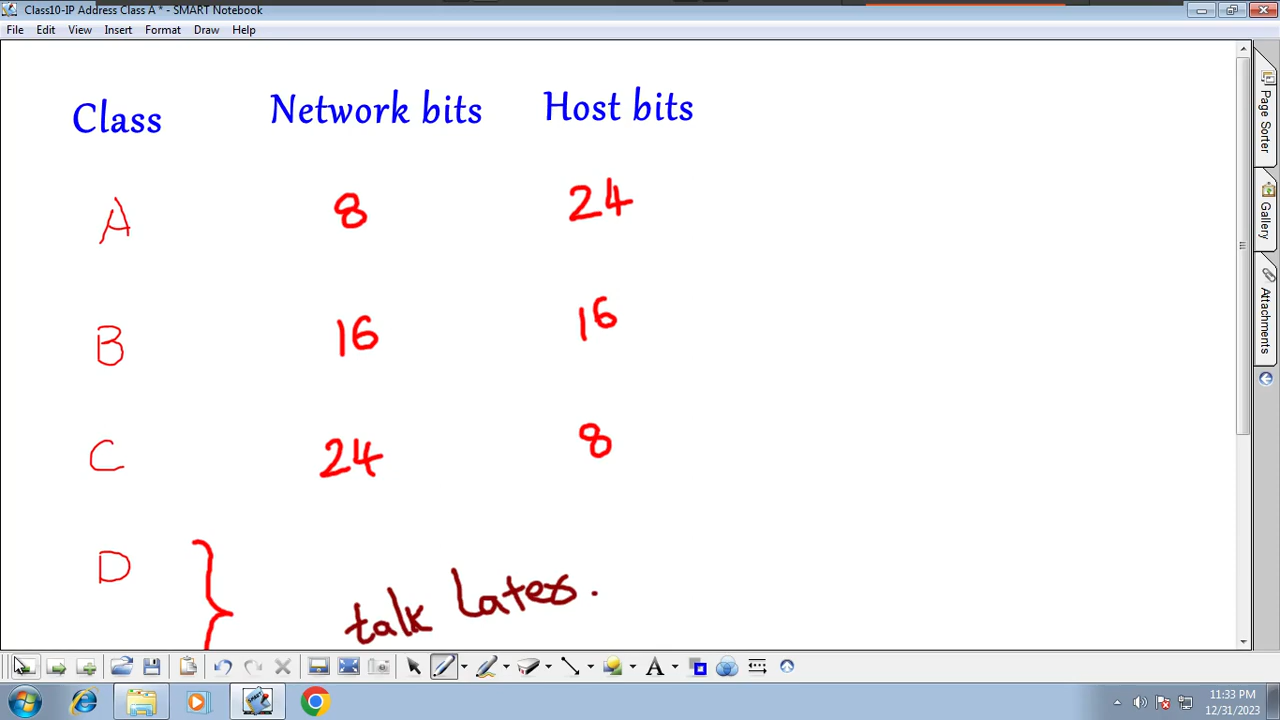 Class10-IP Address Class A * - SMART Notebook
File Edit View Insert Format Draw Help
Class Network bits Host bits
A 8 24
B 16 16
C 24 8
D
talk Later.
Page Sorter
Gallery
Attachments
11:33 PM
12/31/2023